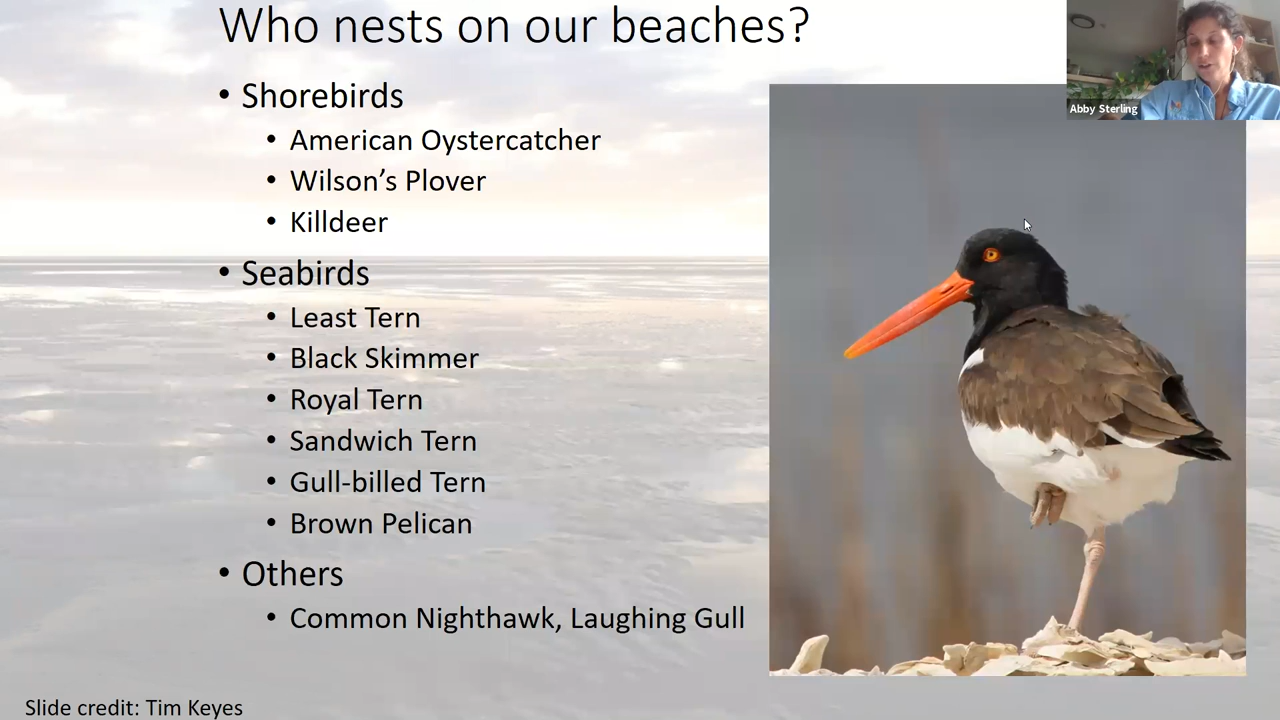 Who nests on our beaches?
• Shorebirds
• American Oystercatcher
• Wilson’s Plover
• Killdeer
• Seabirds
• Least Tern
• Black Skimmer
• Royal Tern
• Sandwich Tern
• Gull-billed Tern
• Brown Pelican
• Others
• Common Nighthawk, Laughing Gull
Slide credit: Tim Keyes
Abby Sterling